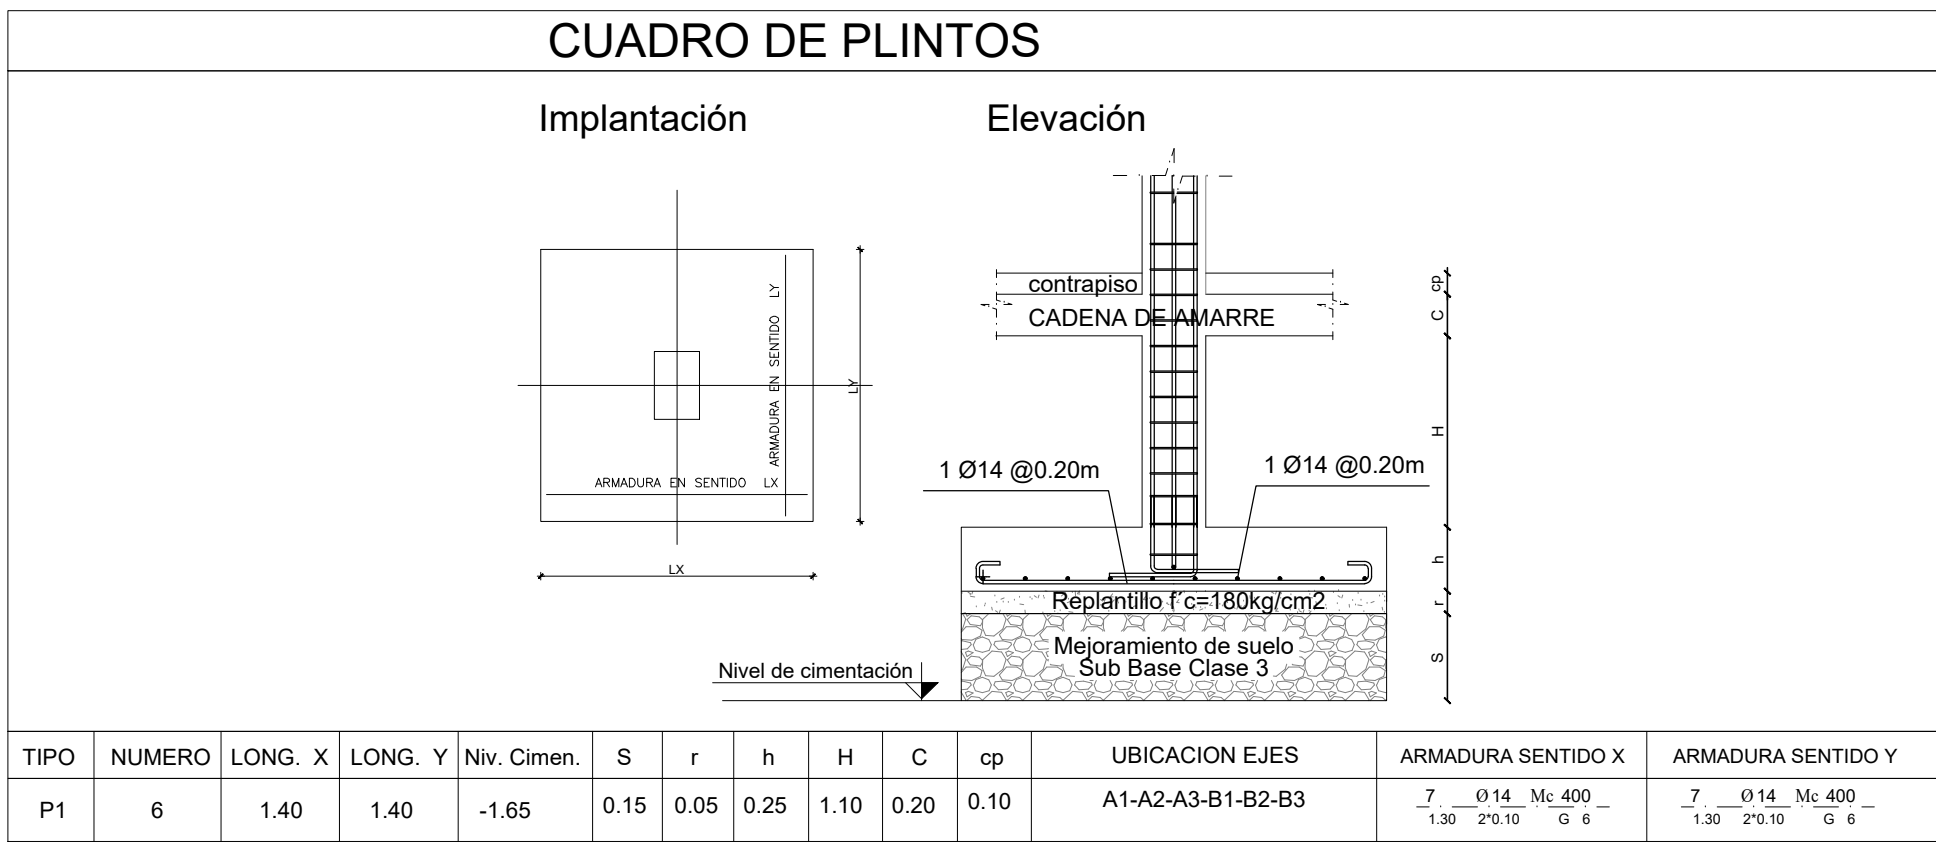 CUADRO DE PLINTOS
Implantación
Elevación
ARMADURA EN SENTIDO LY
LY
ARMADURA EN SENTIDO LX
LX
contrapiso
CADENA DE AMARRE
1 Ø14 @0.20m
1 Ø14 @0.20m
Replantillo f´c=180kg/cm2
Mejoramiento de suelo
Sub Base Clase 3
Nivel de cimentación
cp
C
H
h
r
S
TIPO NUMERO LONG. X LONG. Y Niv. Cimen. S r h H C cp UBICACION EJES ARMADURA SENTIDO X ARMADURA SENTIDO Y
P1 6 1.40 1.40 -1.65 0.15 0.05 0.25 1.10 0.20 0.10 A1-A2-A3-B1-B2-B3
7 Ø 14 Mc 400
1.30 2*0.10 G 6
7 Ø 14 Mc 400
1.30 2*0.10 G 6